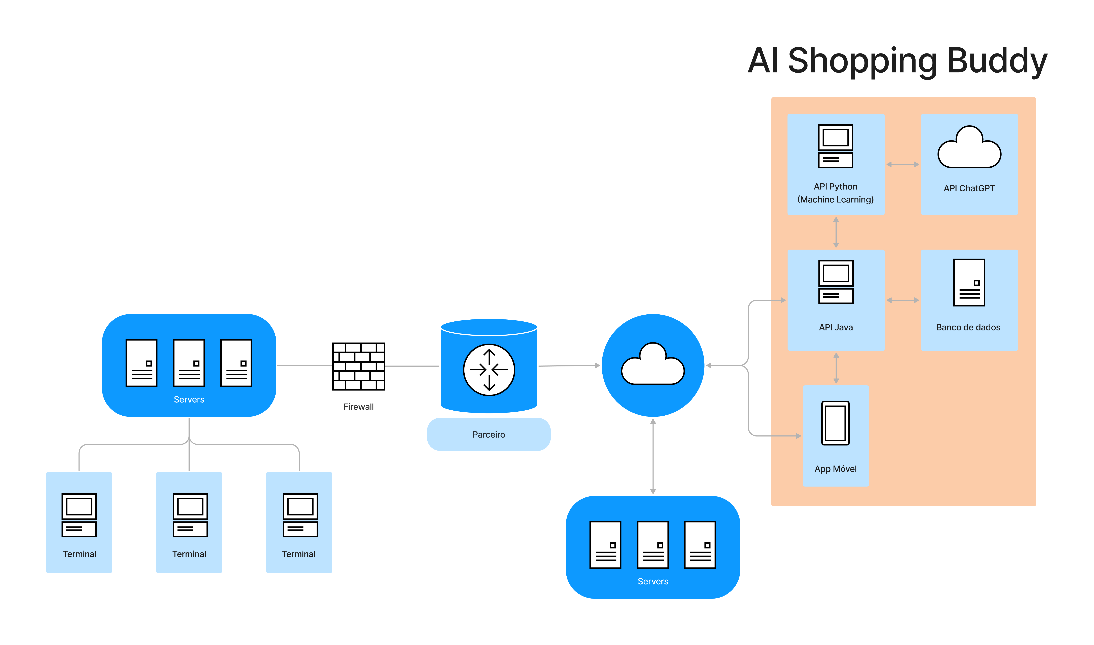 AI Shopping Buddy
API Python
(Machine Learning)
API ChatGPT
API Java
Banco de dados
App Móvel
Servers
Firewall
Parceiro
Terminal
Terminal
Terminal
Servers